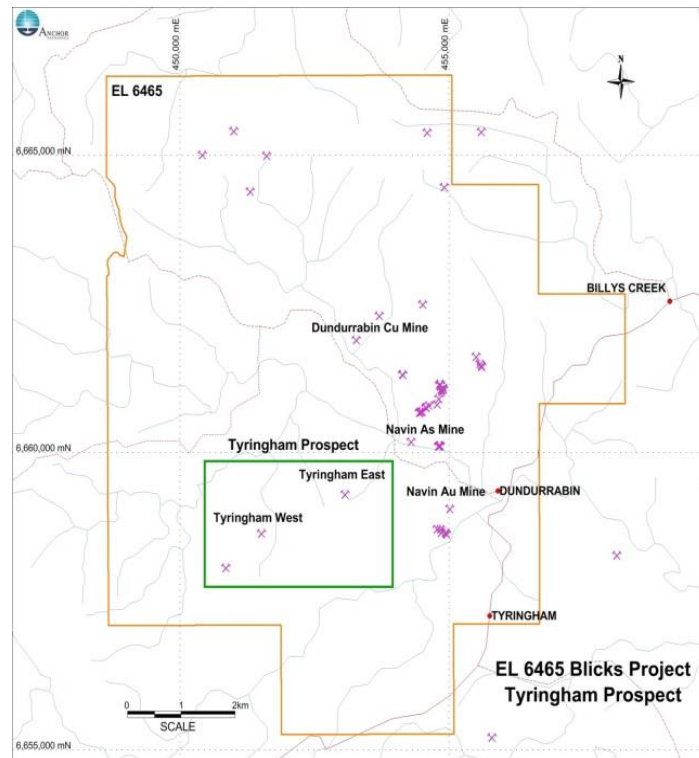 ANCHOR
450,000 mE
455,000 mE
N
EL 6465
6,665,000 mN
BILLYS CREEK
Dundurrabin Cu Mine
Navin As Mine
6,660,000 mN
Tyringham Prospect
Tyringham East
Navin Au Mine
DUNDURRABIN
Tyringham West
TYRINGHAM
EL 6465 Blicks Project
Tyringham Prospect
0 1 2km
SCALE
6,655,000 mN